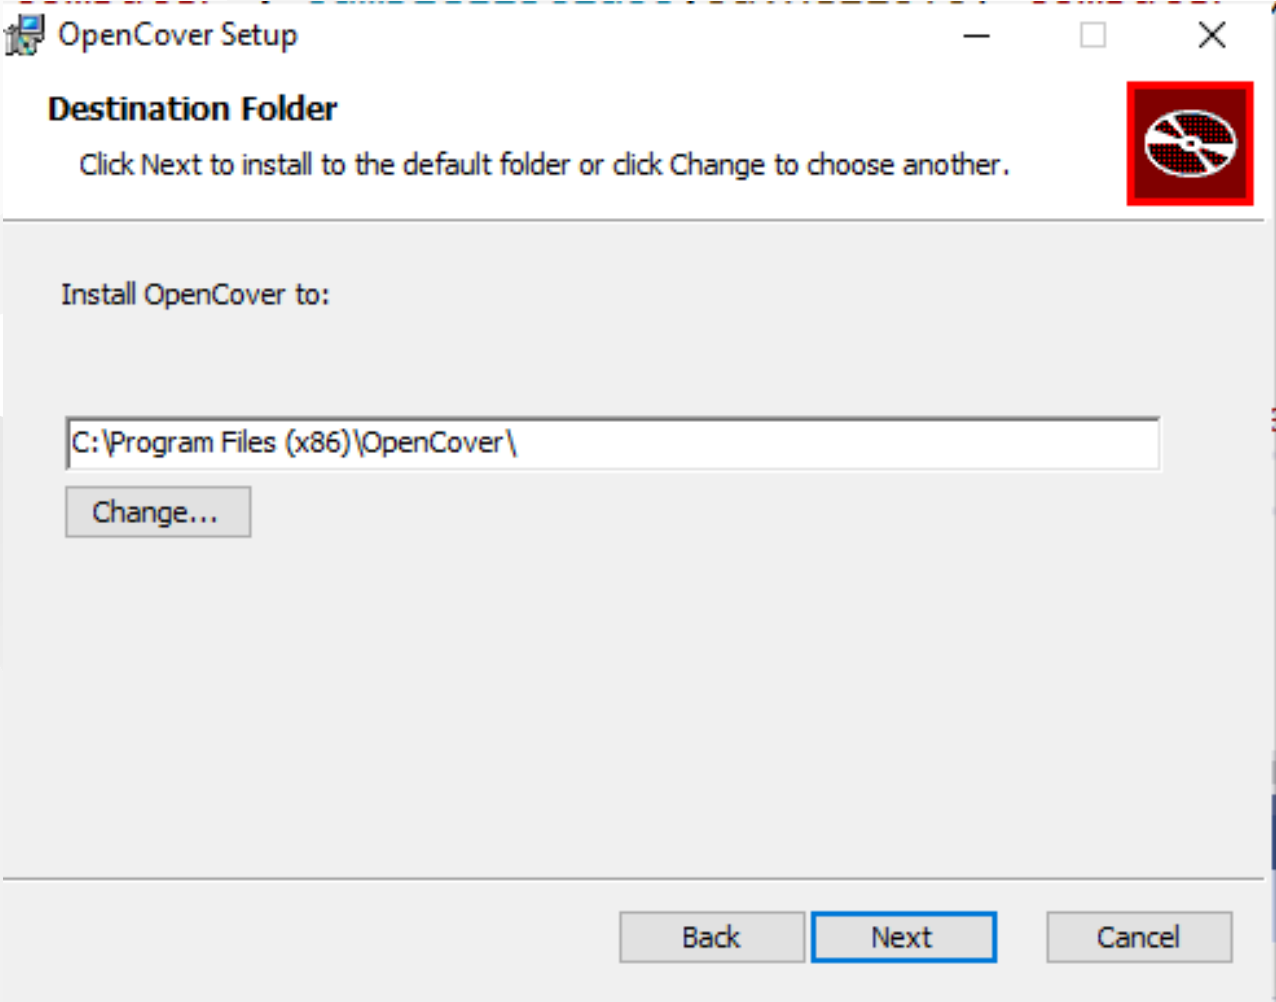 OpenCover Setup
Destination Folder
Click Next to install to the default folder or click Change to choose another.
Install OpenCover to:
C:\Program Files (x86)\OpenCover\
Change...
Back Next Cancel